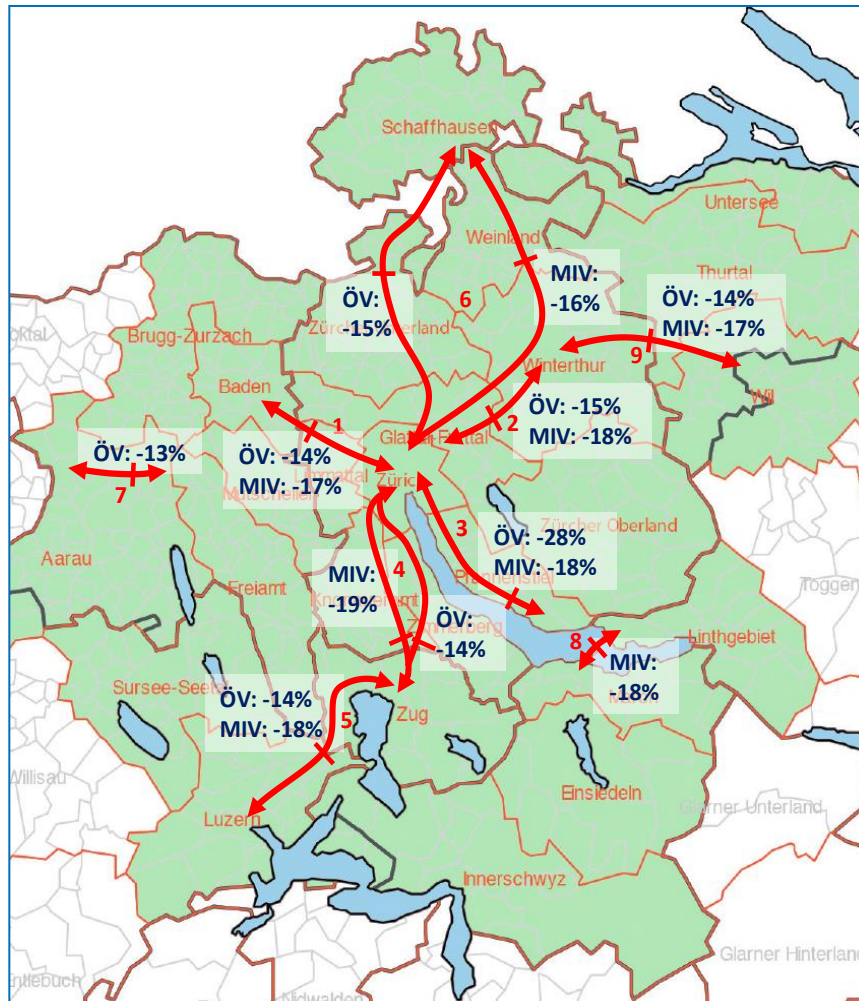 Schaffhausen
Untersee
Weinland
Thurtal
MIV:
-16%
6
ÖV:
-15%
ÖV: -14%
MIV: -17%
9
Brugg-Zurzach
Winterthur
Wil
Baden
1
2
ÖV: -15%
MIV: -18%
ÖV: -13%
7
ÖV: -14%
MIV: -17%
3
Zürcher Oberland
ÖV: -28%
MIV: -18%
Aarau
Freiamt
MIV:
-19%
4
ÖV:
-14%
8
MIV:
-18%
Linthgebiet
Sursee-Seetal
ÖV: -14%
MIV: -18%
5
Zug
Willisau
Luzern
Einsiedeln
Glarner Unterland
Innerschwyz
Glarner Hinterland
Nidwalden